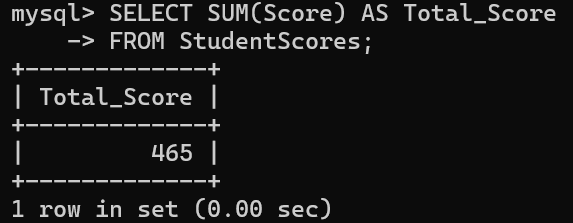 mysql> SELECT SUM(Score) AS Total_Score
    -> FROM StudentScores;
+-------------+
| Total_Score |
+-------------+
|         465 |
+-------------+
1 row in set (0.00 sec)